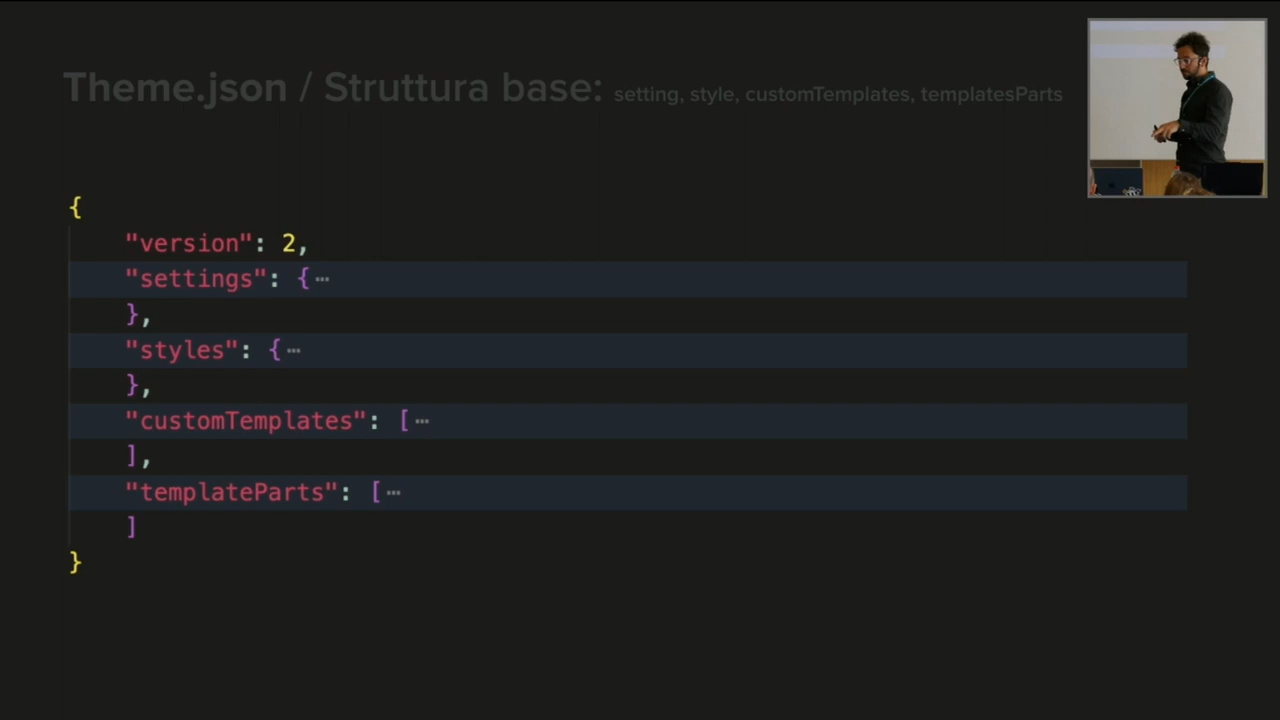 Theme.json / Struttura base: setting, style, customTemplates, templatesParts
{
"version": 2,
"settings": {···
},
"styles": {···
},
"customTemplates": [···
],
"templateParts": [···
]
}